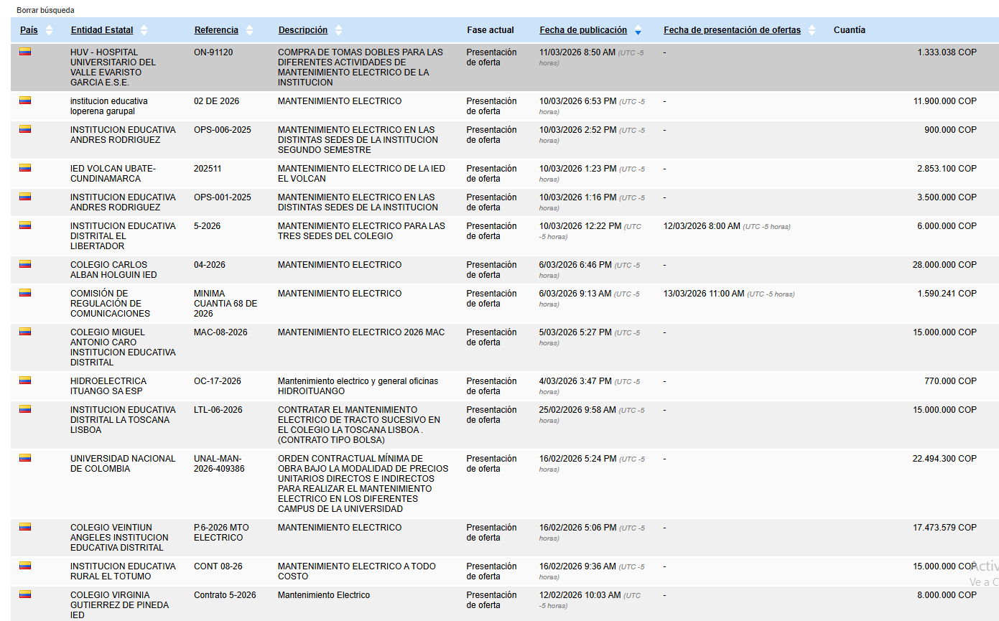 Borrar búsqueda
País Entidad Estatal Referencia Descripción Fase actual Fecha de publicación Fecha de presentación de ofertas Cuantía
HUV - HOSPITAL ON-91120 COMPRA DE TOMAS DOBLES PARA LAS Presentación 11/03/2026 8:50 AM (UTC -5 - 1.333.038 COP
UNIVERSITARIO DEL DIFERENTES ACTIVIDADES DE de oferta horas)
VALLE EVARISTO MANTENIMIENTO ELECTRICO DE LA
GARCIA E.S.E. INSTITUCION
institucion educativa 02 DE 2026 MANTENIMIENTO ELECTRICO Presentación 10/03/2026 6:53 PM (UTC -5 - 11.900.000 COP
loperena garupal de oferta horas)
INSTITUCION EDUCATIVA OPS-006-2025 MANTENIMIENTO ELECTRICO EN LAS Presentación 10/03/2026 2:52 PM (UTC -5 - 900.000 COP
ANDRES RODRIGUEZ DISTINTAS SEDES DE LA INSTITUCION de oferta horas)
SEGUNDO SEMESTRE
IED VOLCAN UBATE- 202511 MANTENIMIENTO ELECTRICO DE LA IED Presentación 10/03/2026 1:23 PM (UTC -5 - 2.853.100 COP
CUNDINAMARCA EL VOLCAN de oferta horas)
INSTITUCION EDUCATIVA OPS-001-2025 MANTENIMIENTO ELECTRICO EN LAS Presentación 10/03/2026 1:16 PM (UTC -5 - 3.500.000 COP
ANDRES RODRIGUEZ DISTINTAS SEDES DE LA INSTITUCION de oferta horas)
INSTITUCION EDUCATIVA 5-2026 MANTENIMIENTO ELECTRICO PARA LAS Presentación 10/03/2026 12:22 PM (UTC 12/03/2026 8:00 AM (UTC -5 horas) 6.000.000 COP
DISTRITAL EL TRES SEDES DEL COLEGIO de oferta -5 horas)
LIBERTADOR
COLEGIO CARLOS 04-2026 MANTENIMIENTO ELECTRICO Presentación 6/03/2026 6:46 PM (UTC -5 - 28.000.000 COP
ALBAN HOLGUIN IED de oferta horas)
COMISIÓN DE MINIMA MANTENIMIENTO ELECTRICO Presentación 6/03/2026 9:13 AM (UTC -5 13/03/2026 11:00 AM (UTC -5 horas) 1.590.241 COP
REGULACIÓN DE CUANTIA 68 DE de oferta horas)
COMUNICACIONES 2026
COLEGIO MIGUEL MAC-08-2026 MANTENIMIENTO ELECTRICO 2026 MAC Presentación 5/03/2026 5:27 PM (UTC -5 - 15.000.000 COP
ANTONIO CARO de oferta horas)
INSTITUCION EDUCATIVA
DISTRITAL
HIDROELECTRICA OC-17-2026 Mantenimiento electrico y general oficinas Presentación 4/03/2026 3:47 PM (UTC -5 - 770.000 COP
ITUANGO SA ESP HIDROITUANGO de oferta horas)
INSTITUCION EDUCATIVA LTL-06-2026 CONTRATAR EL MANTENIMIENTO Presentación 25/02/2026 9:58 AM (UTC -5 - 15.000.000 COP
DISTRITAL LA TOSCANA ELECTRICO DE TRACTO SUCESIVO EN de oferta horas)
LISBOA EL COLEGIO LA TOSCANA LISBOA .
(CONTRATO TIPO BOLSA)
UNIVERSIDAD NACIONAL UNAL-MAN- ORDEN CONTRACTUAL MÍNIMA DE Presentación 16/02/2026 5:24 PM (UTC -5 - 22.494.300 COP
DE COLOMBIA 2026-409386 OBRA BAJO LA MODALIDAD DE PRECIOS de oferta horas)
UNITARIOS DIRECTOS E INDIRECTOS
PARA REALIZAR EL MANTENIMIENTO
ELECTRICO EN LOS DIFERENTES
CAMPUS DE LA UNIVERSIDAD
COLEGIO VEINTIUN P.6-2026 MTO MANTENIMIENTO ELECTRICO Presentación 16/02/2026 5:06 PM (UTC -5 - 17.473.579 COP
ANGELES INSTITUCION ELECTRICO de oferta horas)
EDUCATIVA DISTRITAL
INSTITUCION EDUCATIVA CONT 08-26 MANTENIMIENTO ELECTRICO A TODO Presentación 16/02/2026 9:36 AM (UTC -5 - 15.000.000 COP
RURAL EL TOTUMO COSTO de oferta horas)
Activ
Ve a C
COLEGIO VIRGINIA Contrato 5-2026 Mantenimiento Electrico Presentación 12/02/2026 10:03 AM (UTC - 8.000.000 COP
GUTIERREZ DE PINEDA de oferta -5 horas)
IED